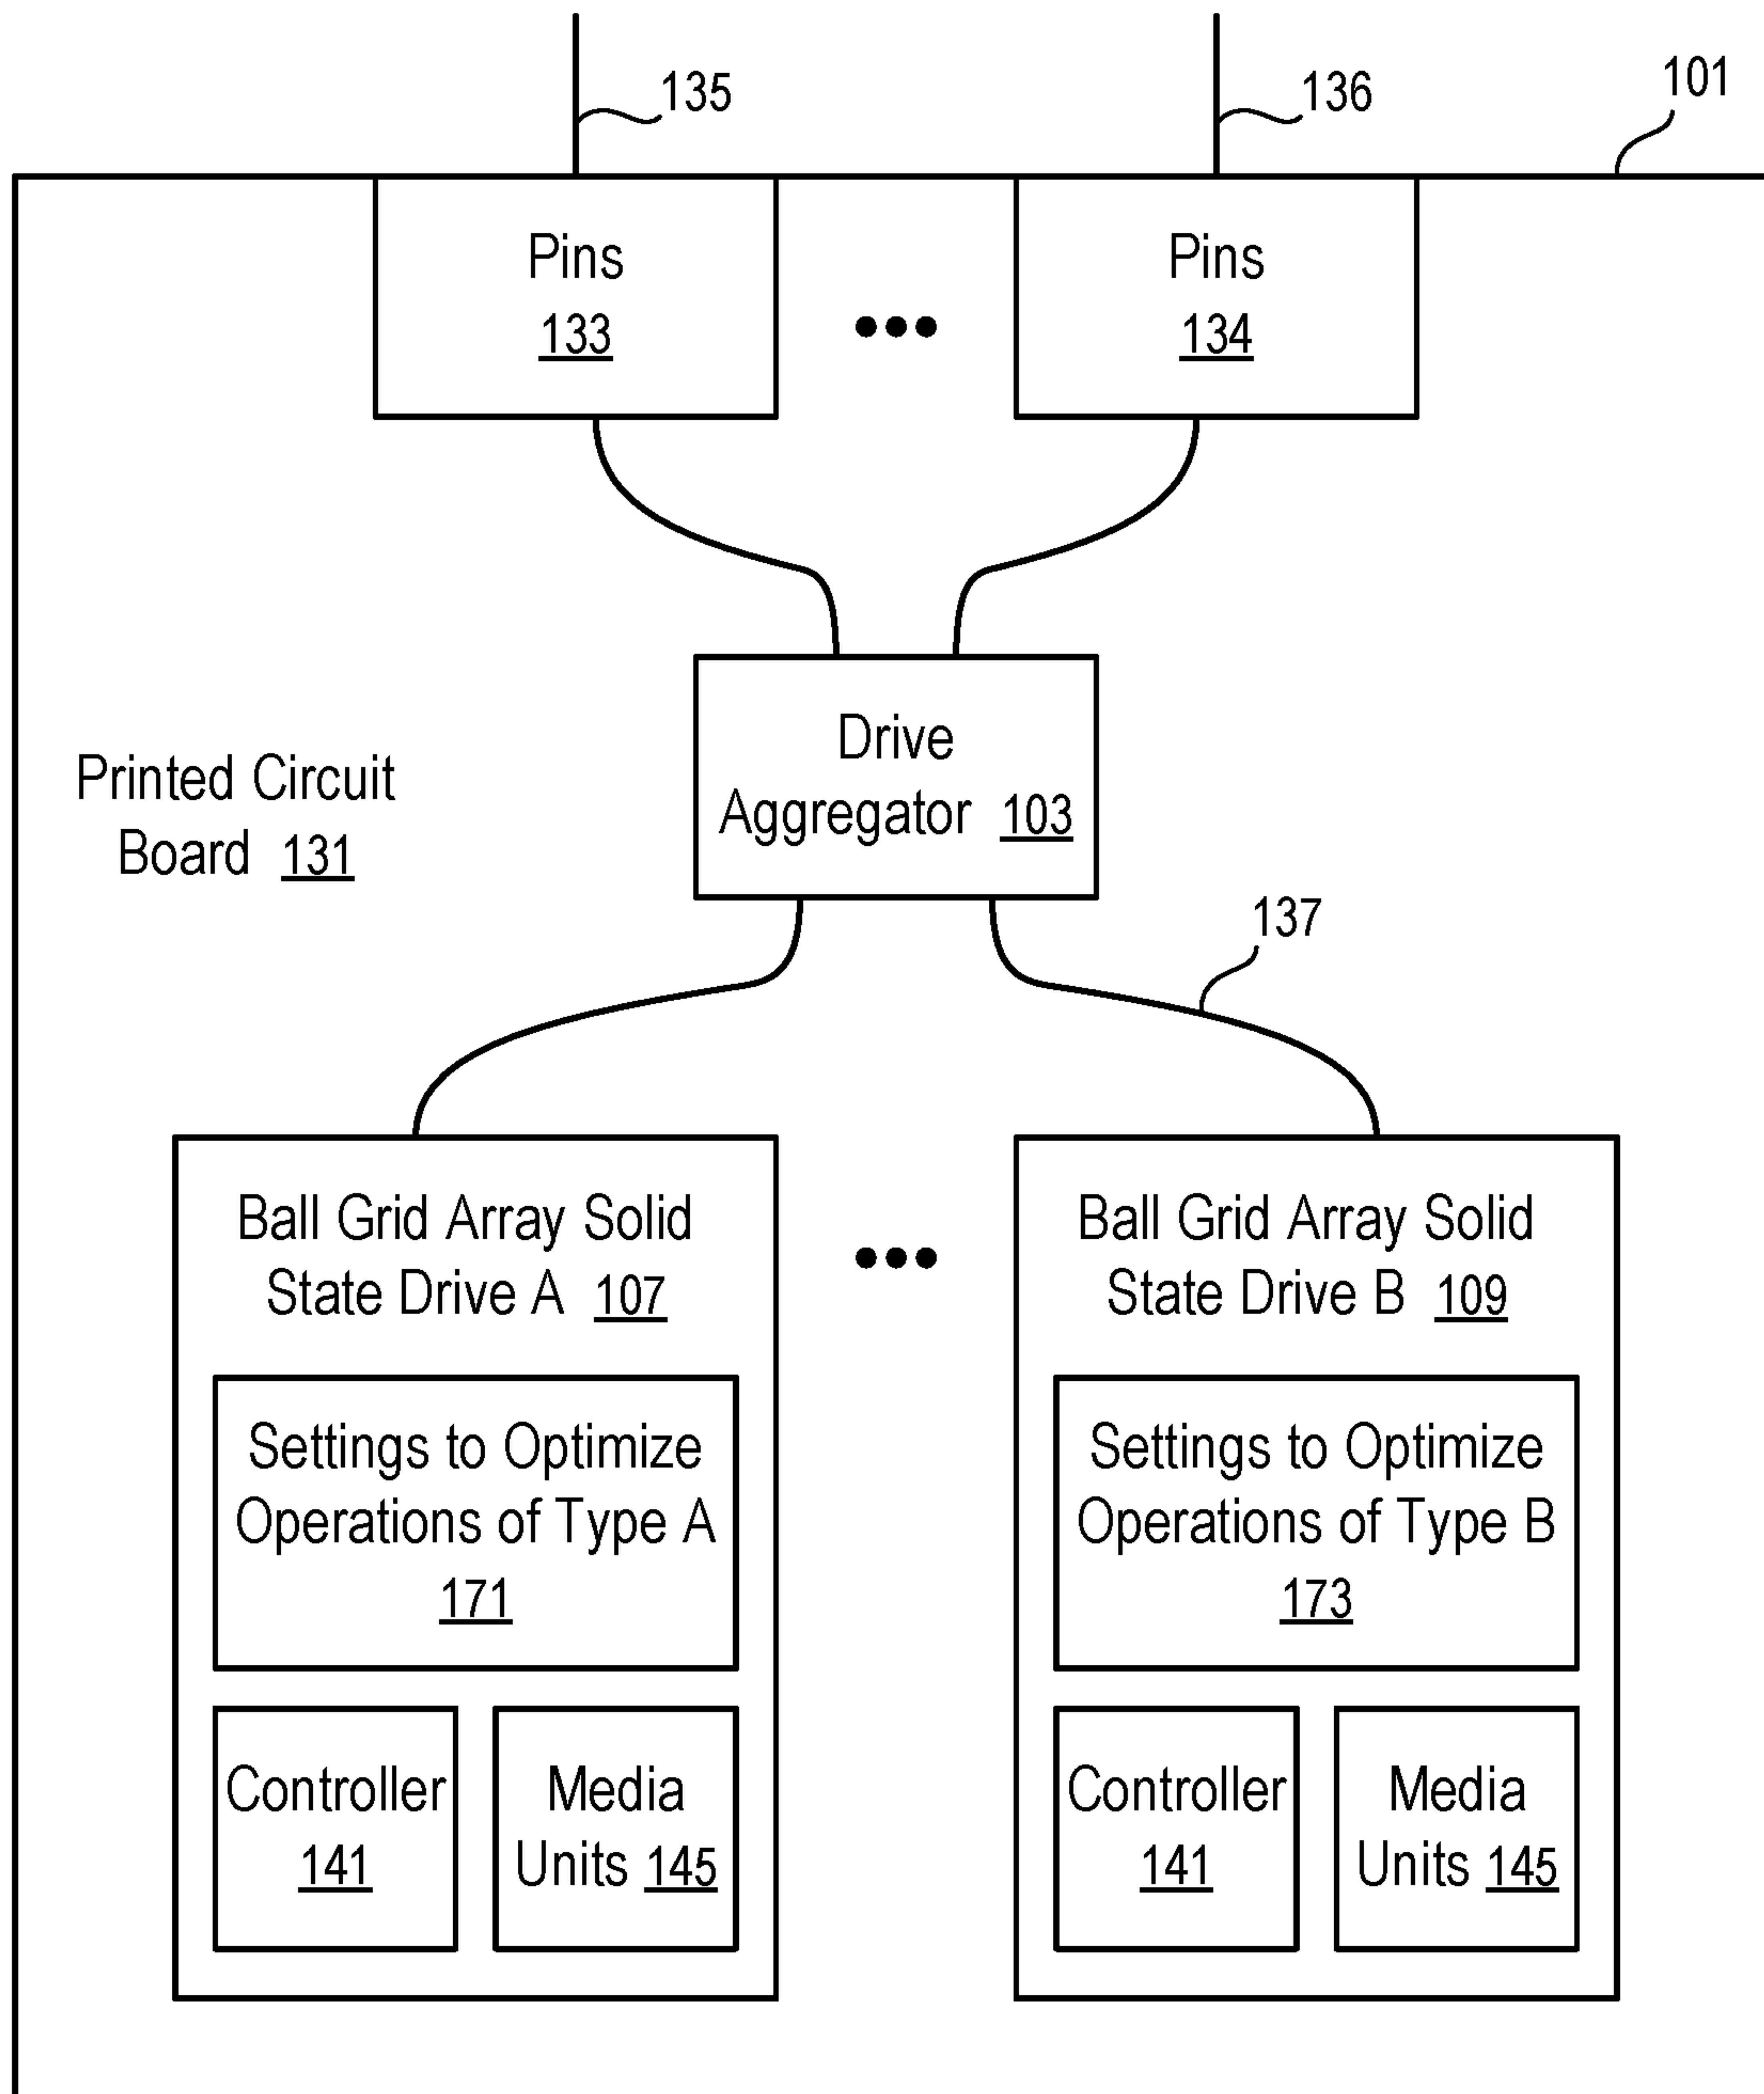 135
136
101
Pins
133
Pins
134
Drive
Aggregator 103
Printed Circuit
Board 131
137
Ball Grid Array Solid
State Drive A 107
Settings to Optimize
Operations of Type A
171
Controller
141
Media
Units 145
Ball Grid Array Solid
State Drive B 109
Settings to Optimize
Operations of Type B
173
Controller
141
Media
Units 145